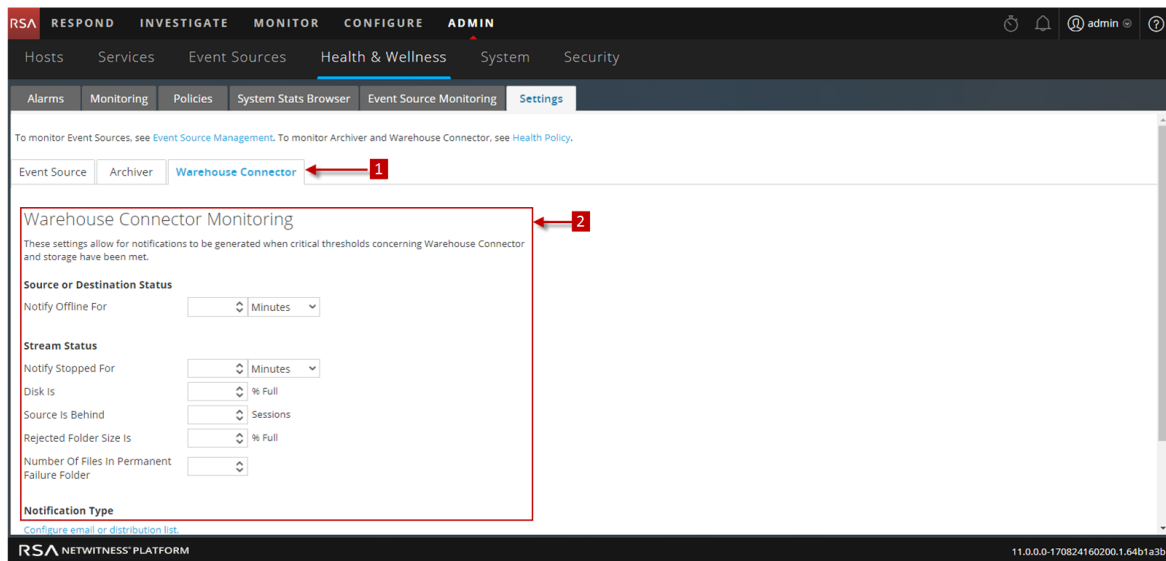 RSA RESPOND INVESTIGATE MONITOR CONFIGURE ADMIN admin ?
Hosts Services Event Sources Health & Wellness System Security
Alarms Monitoring Policies System Stats Browser Event Source Monitoring Settings
To monitor Event Sources, see Event Source Management. To monitor Archiver and Warehouse Connector, see Health Policy.
Event Source Archiver Warehouse Connector 1
Warehouse Connector Monitoring 2
These settings allow for notifications to be generated when critical thresholds concerning Warehouse Connector
and storage have been met.
Source or Destination Status
Notify Offline For Minutes
Stream Status
Notify Stopped For Minutes
Disk Is % Full
Source Is Behind Sessions
Rejected Folder Size Is % Full
Number Of Files In Permanent
Failure Folder
Notification Type
Configure email or distribution list.
RSA NETWITNESS® PLATFORM 11.0.0.0-170824160200.1.64b1a3b